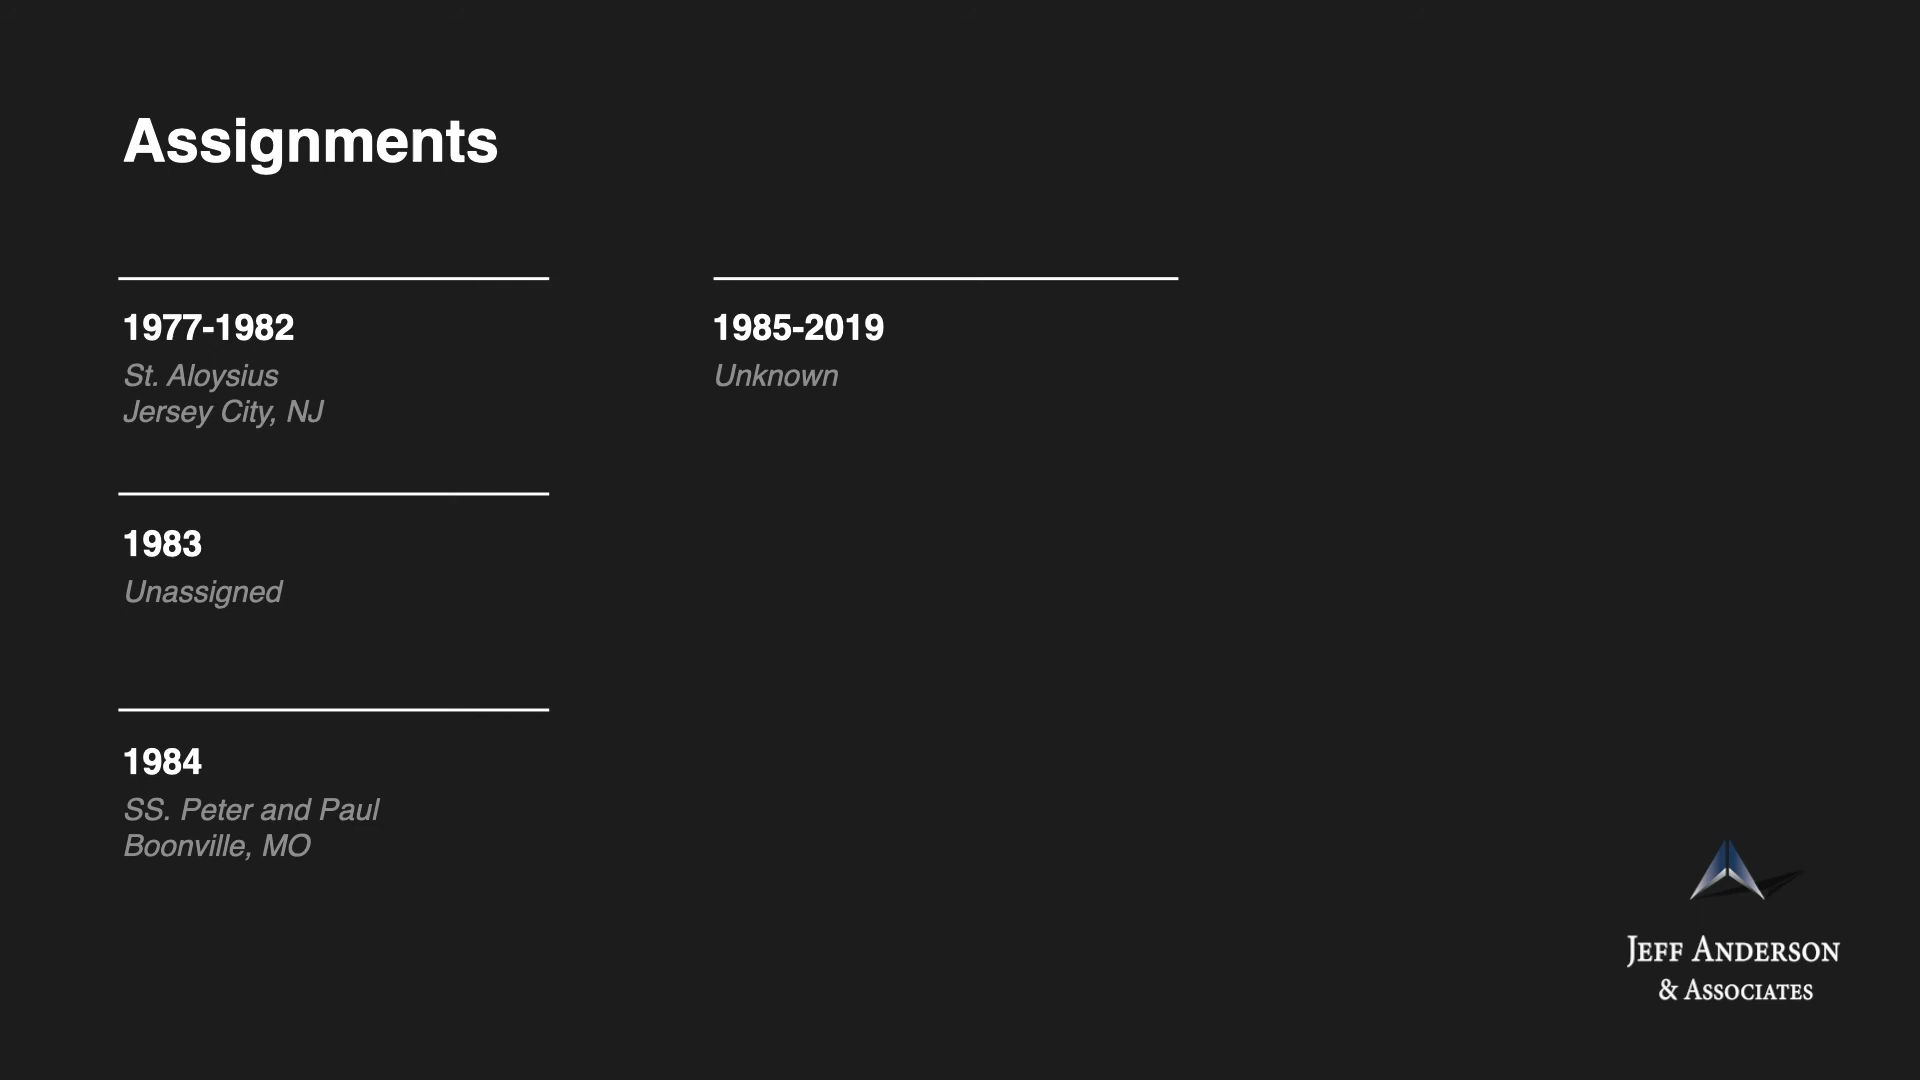 Assignments
1977-1982
St. Aloysius
Jersey City, NJ
1983
Unassigned
1984
SS. Peter and Paul
Boonville, MO
1985-2019
Unknown
Jeff Anderson
& Associates